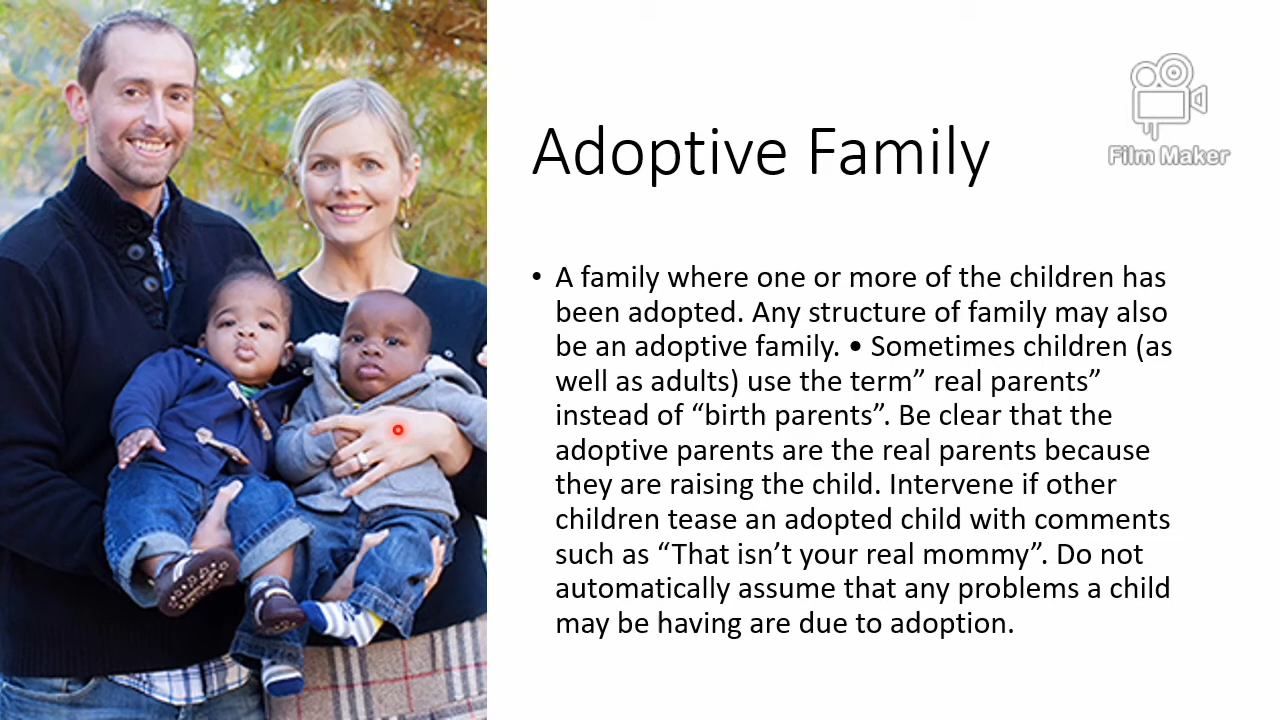 Film Maker
Adoptive Family
• A family where one or more of the children has
been adopted. Any structure of family may also
be an adoptive family. • Sometimes children (as
well as adults) use the term” real parents”
instead of “birth parents”. Be clear that the
adoptive parents are the real parents because
they are raising the child. Intervene if other
children tease an adopted child with comments
such as “That isn’t your real mommy”. Do not
automatically assume that any problems a child
may be having are due to adoption.